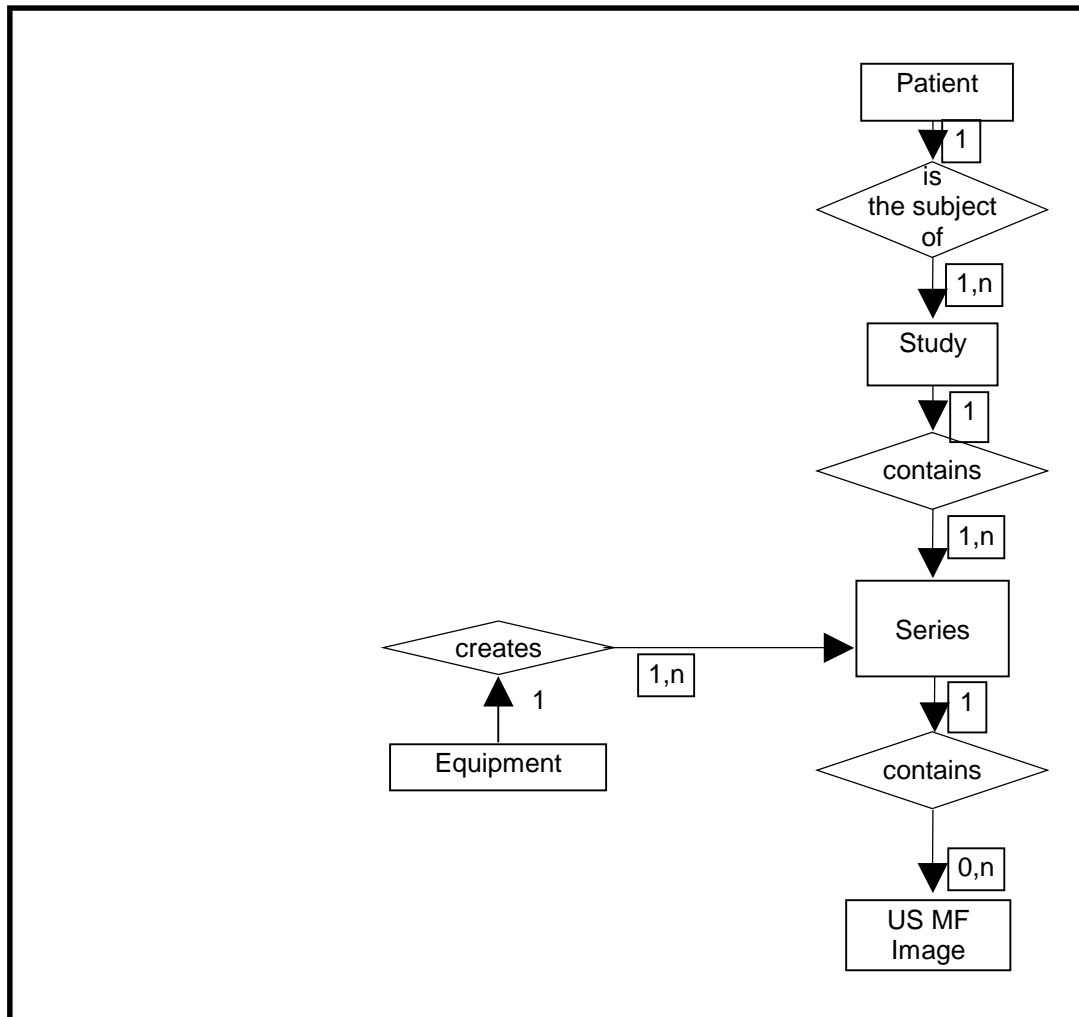 Patient
1
is
the subject
of
1,n
Study
1
contains
1,n
Series
creates
1,n
1
Equipment
1
contains
0,n
US MF
Image